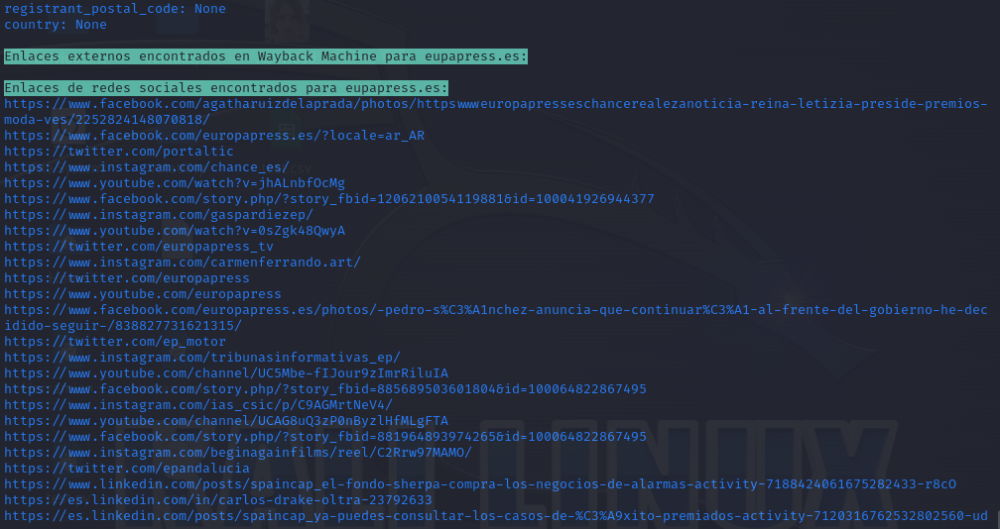 registrant_postal_code: None
country: None
Enlaces externos encontrados en Wayback Machine para eupapress.es:
Enlaces de redes sociales encontrados para eupapress.es:
https://www.facebook.com/agatharuizdelaprada/photos/httpswwweuropapresseschancerealezanoticia-reina-letizia-preside-premios-
moda-ves/2252824148070818/
https://www.facebook.com/europapress.es/?locale=ar_AR
https://twitter.com/portaltic
https://www.instagram.com/chance_es/
https://www.youtube.com/watch?v=jhALnbfOcMg
https://www.facebook.com/story.php/?story_fbid=1206210054119881&id=100041926944377
https://www.instagram.com/gaspardiezep/
https://www.youtube.com/watch?v=0sZgk48QwyA
https://twitter.com/europapress_tv
https://www.instagram.com/carmenferrando.art/
https://twitter.com/europapress
https://www.youtube.com/europapress
https://www.facebook.com/europapress.es/photos/-pedro-s%C3%A1nchez-anuncia-que-continuar%C3%A1-al-frente-del-gobierno-he-dec
idido-seguir-/838827731621315/
https://twitter.com/ep_motor
https://www.instagram.com/tribunasinformativas_ep/
https://www.youtube.com/channel/UC5Mbe-fIJour9zImrRiluIA
https://www.facebook.com/story.php/?story_fbid=885689503601804&id=100064822867495
https://www.instagram.com/ias_csic/p/C9AGMrtNeV4/
https://www.youtube.com/channel/UCAG8uQ3zP0nByzlHfMLgFTA
https://www.facebook.com/story.php/?story_fbid=881964893974265&id=100064822867495
https://www.instagram.com/beginagainfilms/reel/C2Rrw97MAMO/
https://twitter.com/epandalucia
https://www.linkedin.com/posts/spaincap_el-fondo-sherpa-compra-los-negocios-de-alarmas-activity-7188424061675282433-r8cO
https://es.linkedin.com/in/carlos-drake-oltra-23792633
https://es.linkedin.com/posts/spaincap_ya-puedes-consultar-los-casos-de-%C3%A9xito-premiados-activity-7120316762532802560-ud